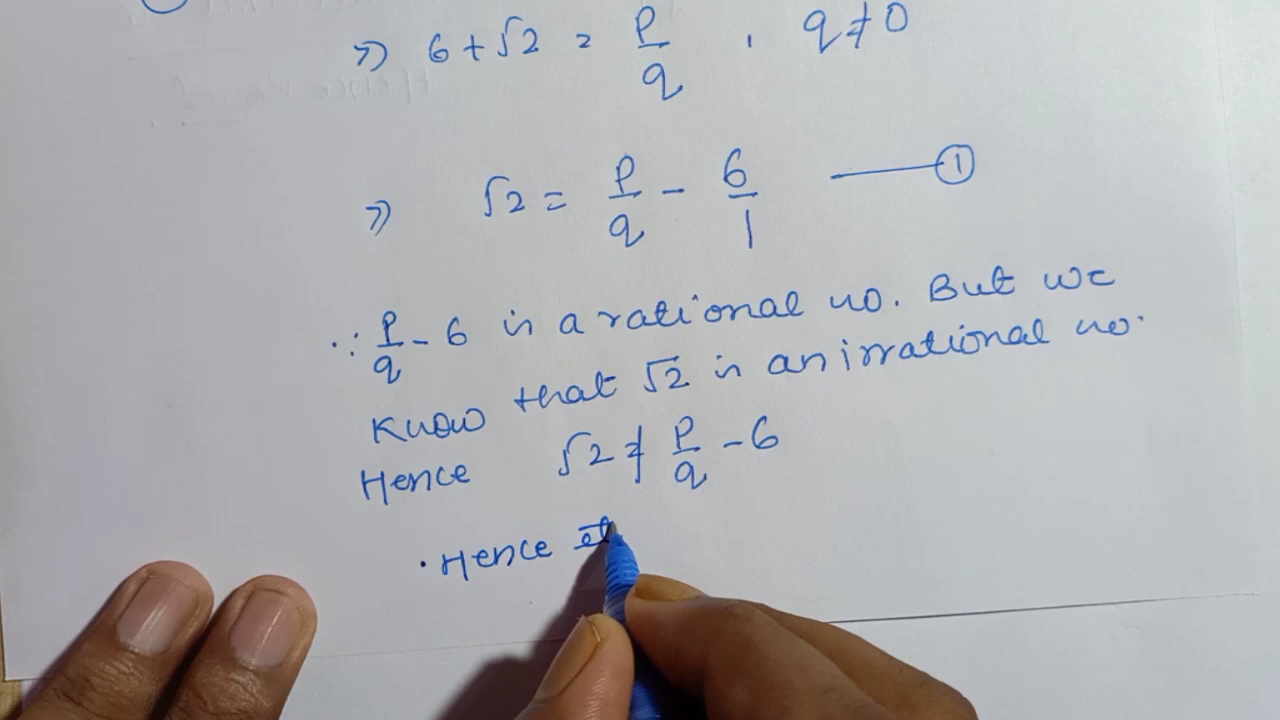 ⇒ 6 + √2 = p/q , q ≠ 0
⇒ √2 = p/q - 6/1 —— ①
∵ p/q - 6 is a rational no. But we
know that √2 is an irrational no.
Hence √2 ≠ p/q - 6
. Hence